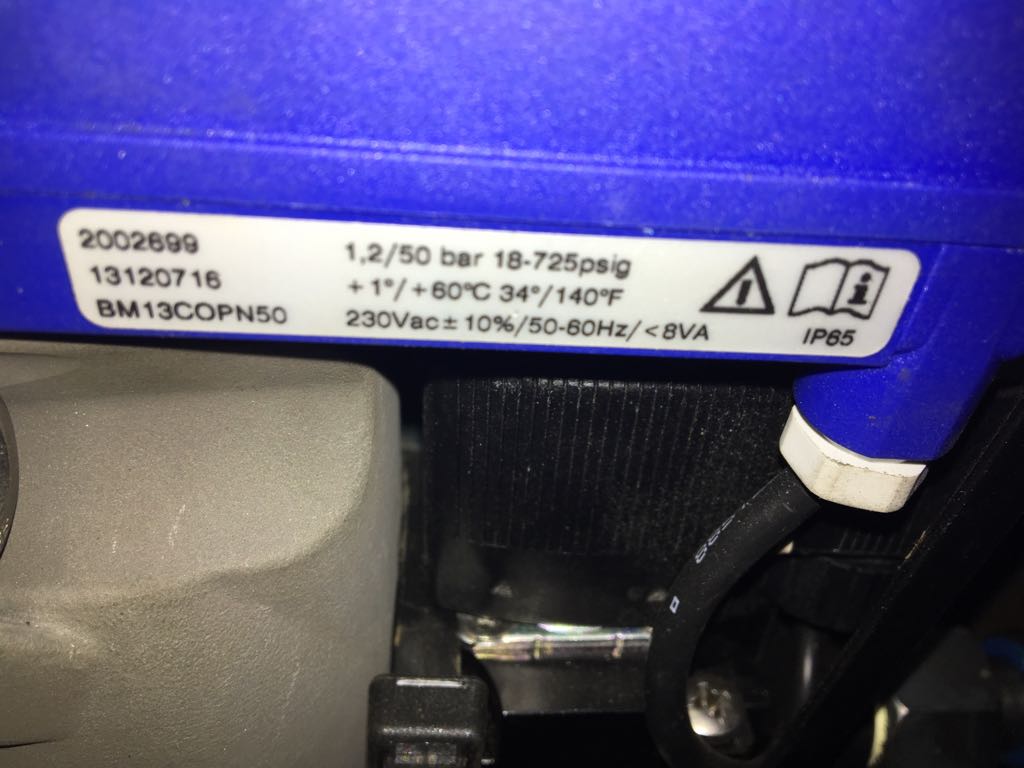 2002699
13120716
BM13COPN50
1,2/50 bar 18-725psig
+1°/+60°C 34°/140°F
230Vac± 10%/50-60Hz/<8VA
IP65